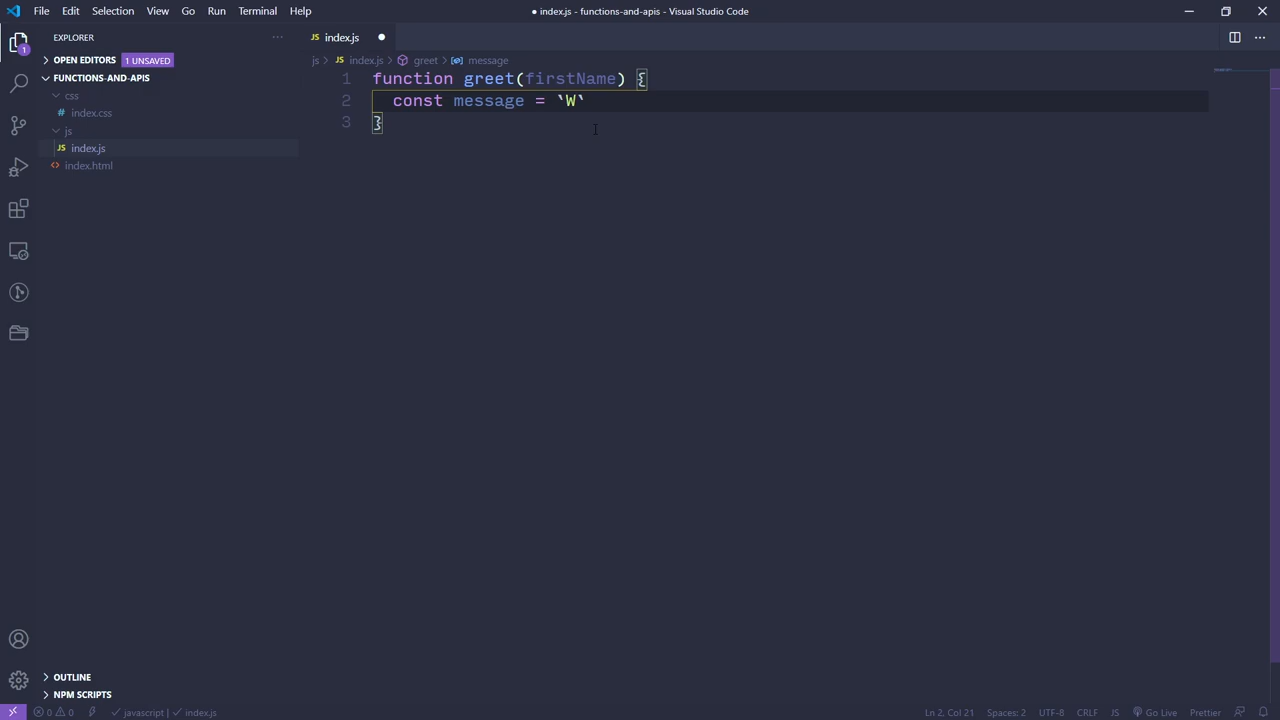 File Edit Selection View Go Run Terminal Help
● index.js - functions-and-apis - Visual Studio Code
EXPLORER
1
OPEN EDITORS 1 UNSAVED
FUNCTIONS-AND-APIS
css
# index.css
js
JS index.js
<> index.html
OUTLINE
NPM SCRIPTS
JS index.js ●
js > JS index.js > greet > message
1 function greet(firstName) {
2 const message = `W`
3 }
0 0 javascript | index.js
Ln 2, Col 21 Spaces: 2 UTF-8 CRLF JS Go Live Prettier